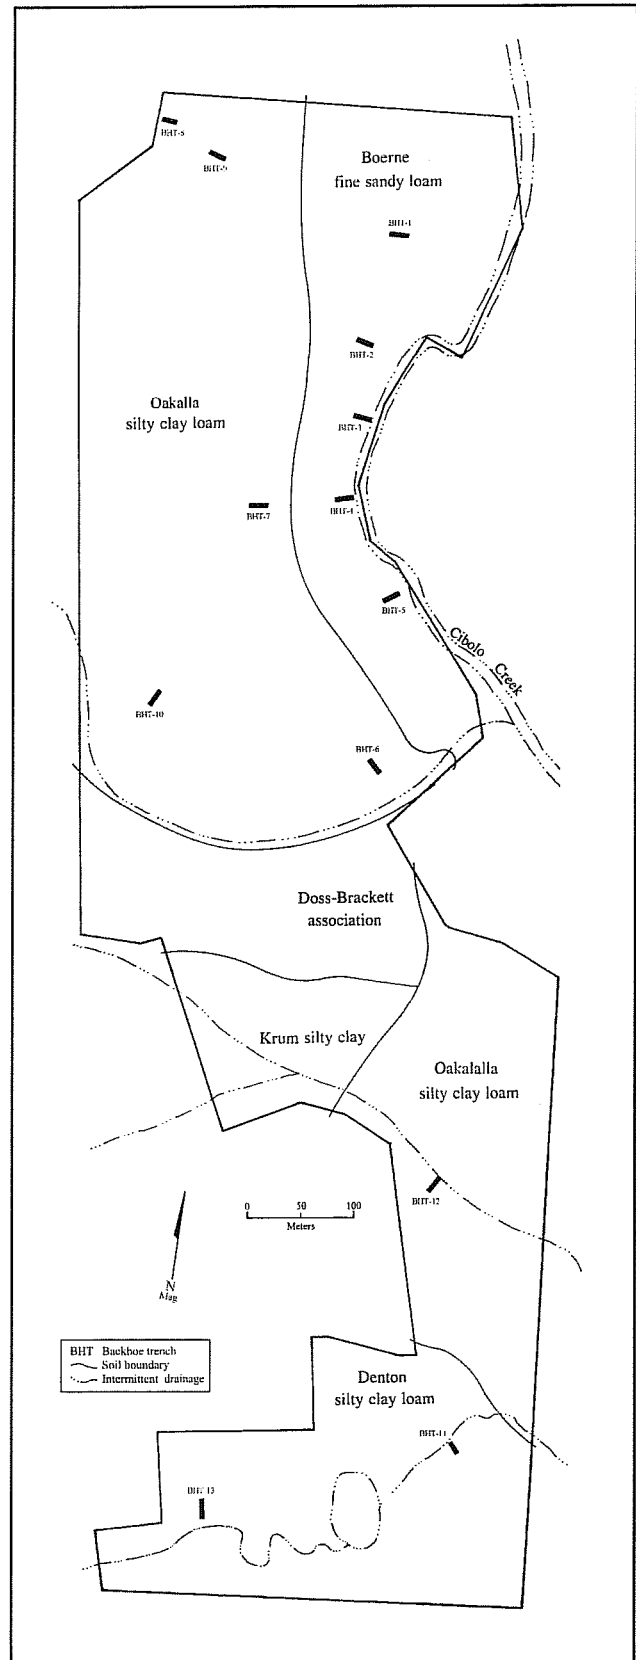 BHT-8
BHT-9
Boerne
fine sandy loam
BHT-1
BHT-2
Oakalla
silty clay loam
BHT-3
BHT-7
BHT-4
BHT-5
Cibolo Creek
BHT-10
BHT-6
Doss-Brackett
association
Krum silty clay
Oakalalla
silty clay loam
BHT-12
0 50 100
Meters
N
Mag
BHT Backhoe trench
Soil boundary
Intermittent drainage
Denton
silty clay loam
BHT-11
BHT-13